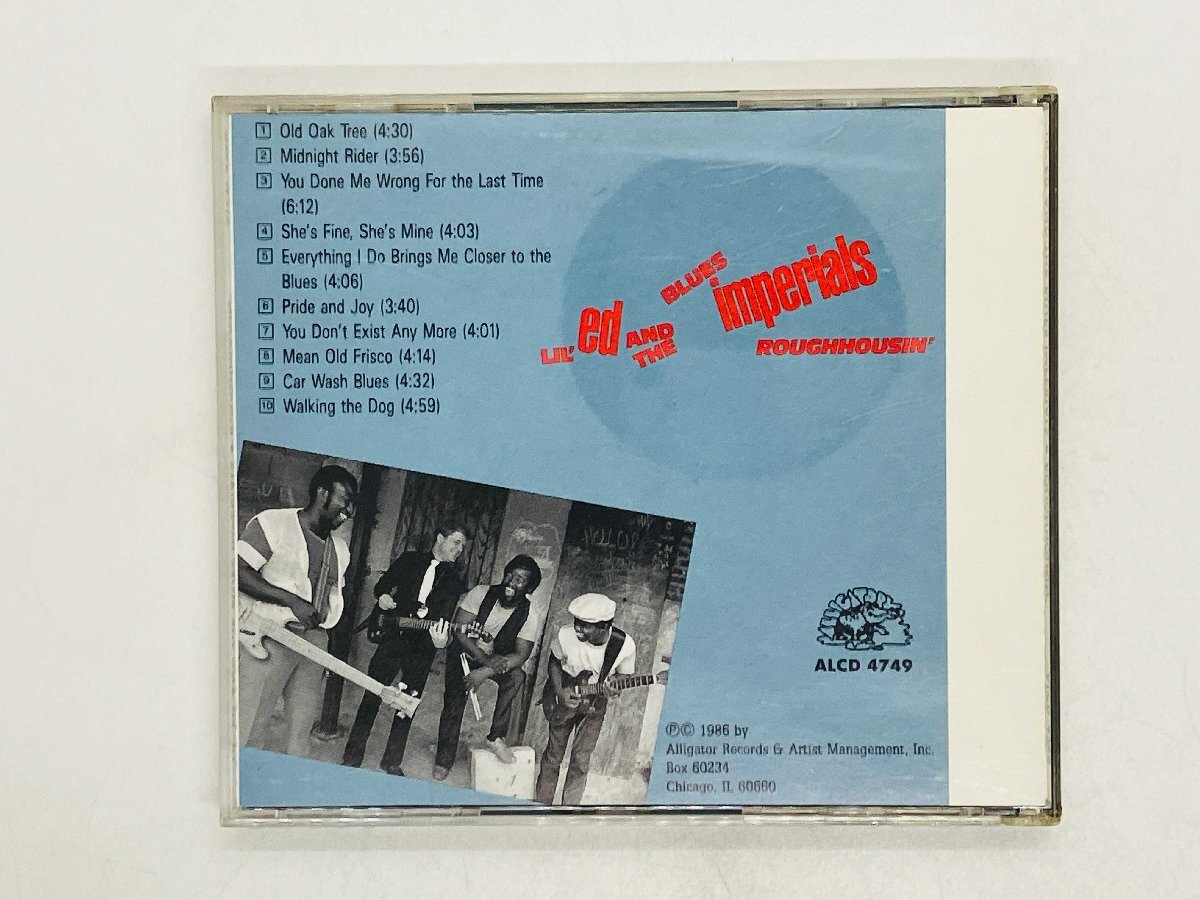 1 Old Oak Tree (4:30)
2 Midnight Rider (3:56)
3 You Done Me Wrong For the Last Time
(6:12)
4 She's Fine, She's Mine (4:03)
5 Everything I Do Brings Me Closer to the
Blues (4:06)
6 Pride and Joy (3:40)
7 You Don't Exist Any More (4:01)
8 Mean Old Frisco (4:14)
9 Car Wash Blues (4:32)
10 Walking the Dog (4:59)
LIL' ed AND THE BLUES imperials
ROUGHHOUSIN'
ALCD 4749
℗© 1986 by
Alligator Records & Artist Management, Inc.
Box 60234
Chicago, IL 60660